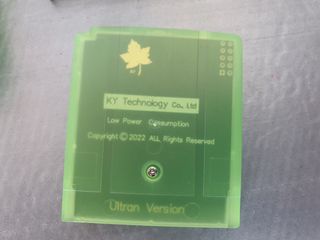 KY Technology Co., Ltd
Low Power Consumption
Copyright © 2022 ALL Rights Reserved
Ultran Version